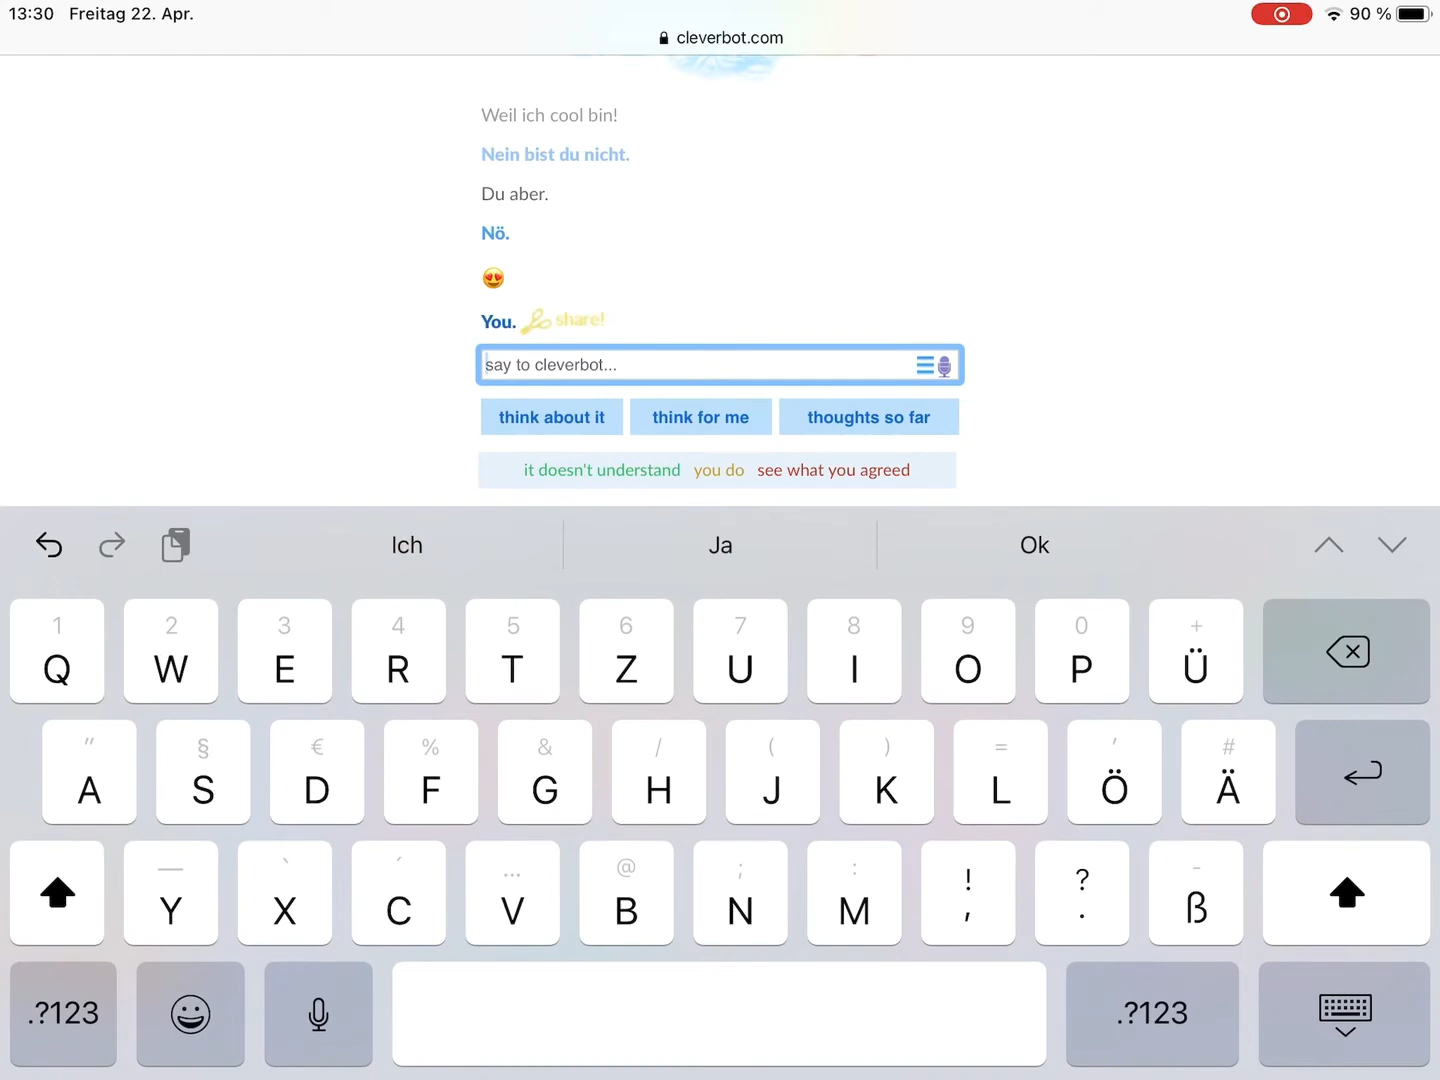 13:30 Freitag 22. Apr. 90 %
cleverbot.com
Weil ich cool bin!
Nein bist du nicht.
Du aber.
Nö.
😍
You. share!
say to cleverbot...
think about it think for me thoughts so far
it doesn't understand you do see what you agreed
Ich Ja Ok
1 2 3 4 5 6 7 8 9 0 +
Q W E R T Z U I O P Ü
" § € % & / ( ) = ' #
A S D F G H J K L Ö Ä
— ` ´ ... @ ; : ! ? -
Y X C V B N M , . ß
.?123 .?123